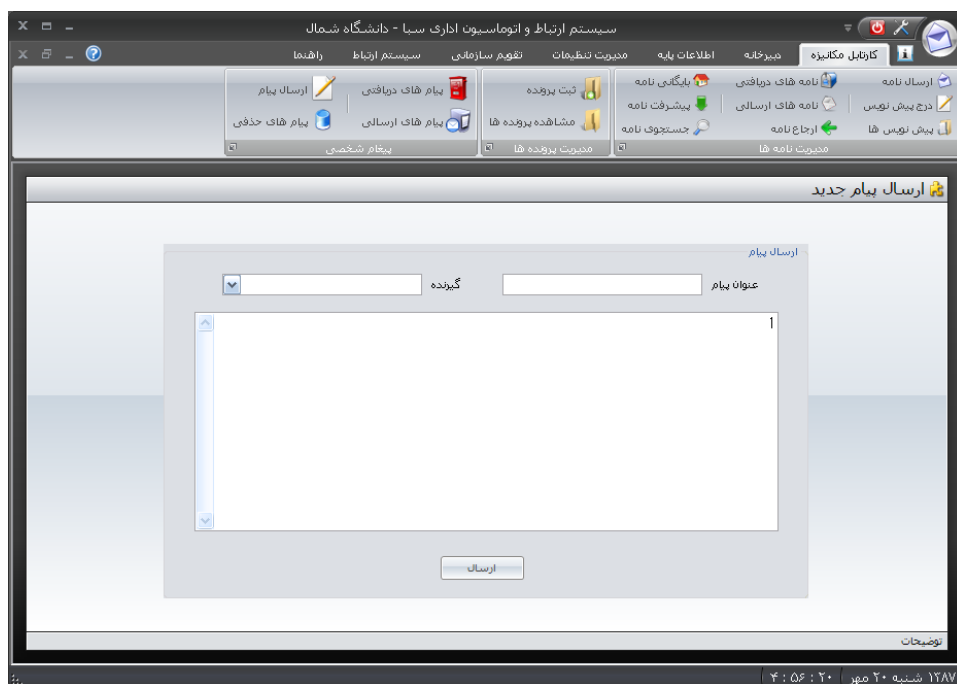 سیستم ارتباط و اتوماسیون اداری سبا - دانشگاه شمال
کارتابل مکانیزه
دبیرخانه
اطلاعات پایه
مدیریت تنظیمات
تقویم سازمانی
سیستم ارتباط
راهنما
ارسال نامه
نامه های دریافتی
بایگانی نامه
ثبت پرونده
پیام های دریافتی
ارسال پیام
درج پیش نویس
نامه های ارسالی
پیشرفت نامه
مشاهده پرونده ها
پیام های ارسالی
پیام های حذفی
پیش نویس ها
ارجاع نامه
جستجوی نامه
مدیریت نامه ها
مدیریت پرونده ها
پیغام شخصی
ارسال پیام جدید
ارسال پیام
عنوان پیام
گیرنده
1
ارسال
توضیحات
۱۳۸۷ شنبه ۲۰ مهر
۴ : ۵۶ : ۲۰